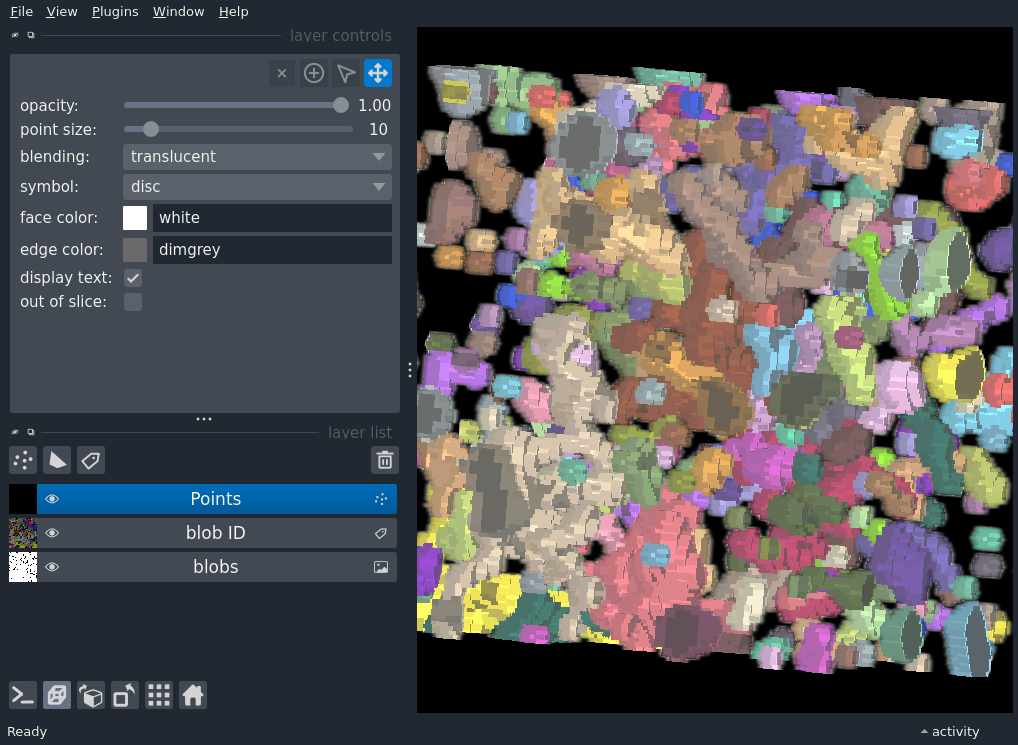 File View Plugins Window Help
layer controls
opacity: 1.00
point size: 10
blending: translucent
symbol: disc
face color: white
edge color: dimgrey
display text:
out of slice:
layer list
Points
blob ID
blobs
Ready activity